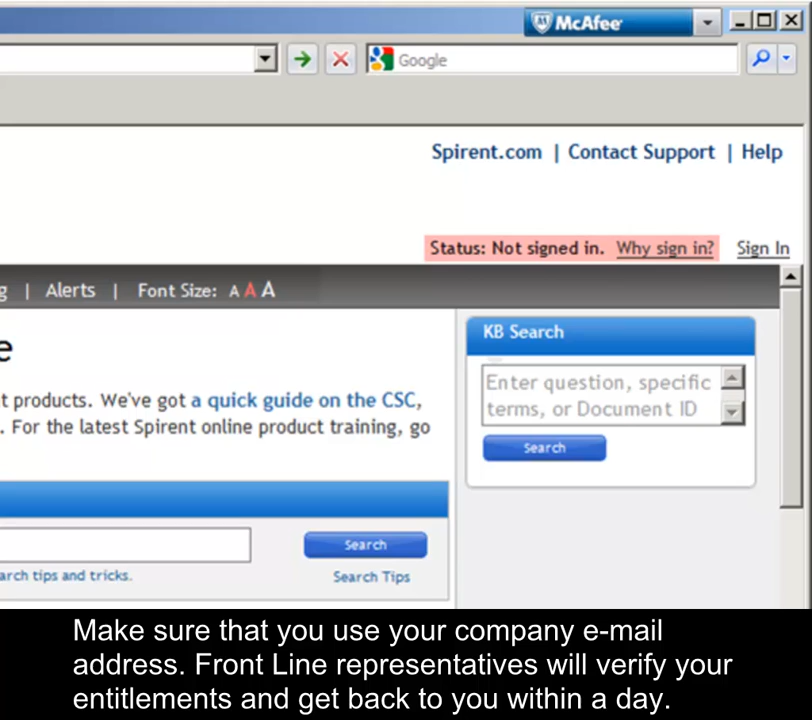 McAfee
Google
Spirent.com | Contact Support | Help
Status: Not signed in. Why sign in? Sign In
g | Alerts | Font Size: A A A
e
KB Search
t products. We've got a quick guide on the CSC,
. For the latest Spirent online product training, go
Enter question, specific
terms, or Document ID
Search
Search
arch tips and tricks.
Search Tips
Make sure that you use your company e-mail
address. Front Line representatives will verify your
entitlements and get back to you within a day.